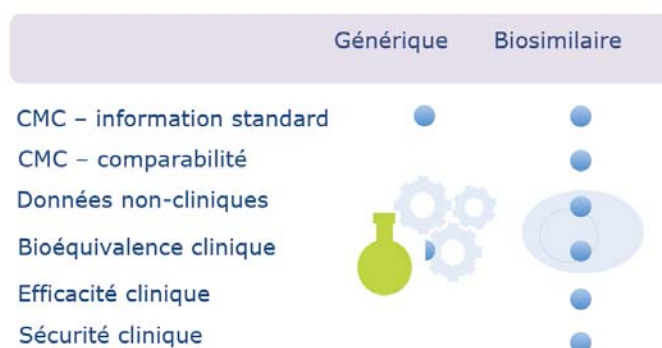 Générique Biosimilaire
CMC – information standard
CMC – comparabilité
Données non-cliniques
Bioéquivalence clinique
Efficacité clinique
Sécurité clinique